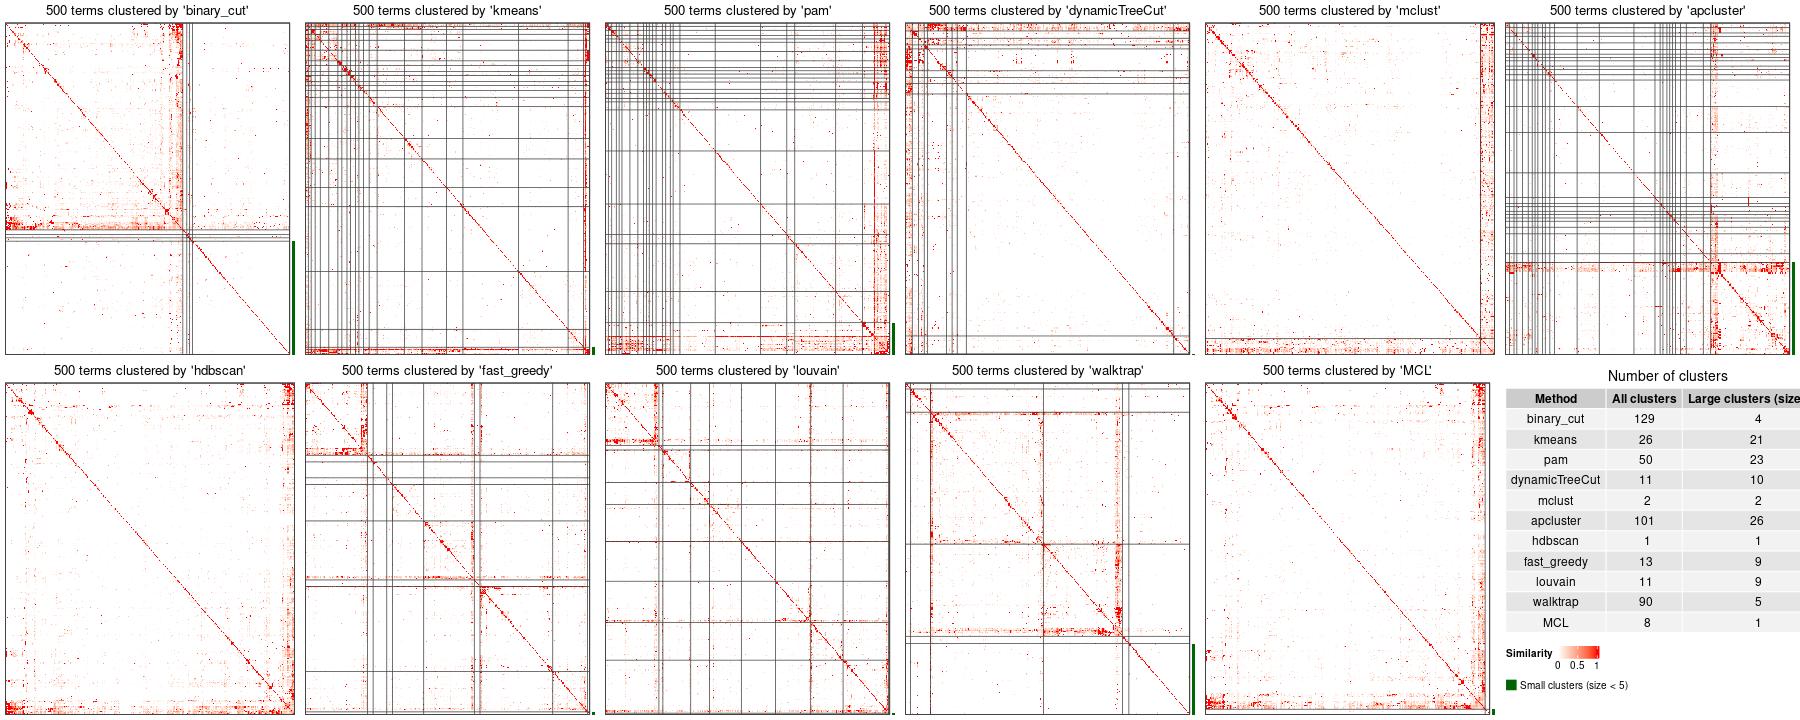 500 terms clustered by 'binary_cut'
500 terms clustered by 'kmeans'
500 terms clustered by 'pam'
500 terms clustered by 'dynamicTreeCut'
500 terms clustered by 'mclust'
500 terms clustered by 'apcluster'
500 terms clustered by 'hdbscan'
500 terms clustered by 'fast_greedy'
500 terms clustered by 'louvain'
500 terms clustered by 'walktrap'
500 terms clustered by 'MCL'
Number of clusters
Method All clusters Large clusters (size
binary_cut 129 4
kmeans 26 21
pam 50 23
dynamicTreeCut 11 10
mclust 2 2
apcluster 101 26
hdbscan 1 1
fast_greedy 13 9
louvain 11 9
walktrap 90 5
MCL 8 1
Similarity
0 0.5 1
Small clusters (size < 5)